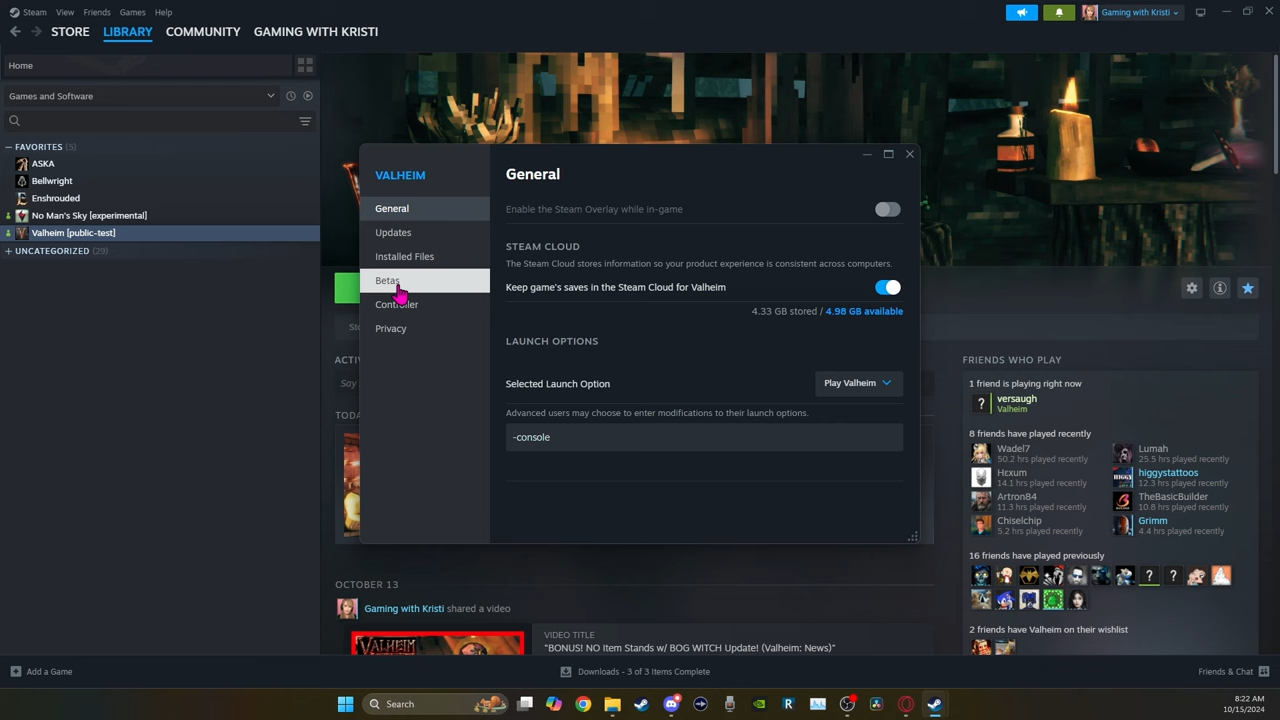 Steam View Friends Games Help
Gaming with Kristi
STORE LIBRARY COMMUNITY GAMING WITH KRISTI
Home
Games and Software
FAVORITES (5)
ASKA
Bellwright
Enshrouded
No Man's Sky [experimental]
Valheim [public-test]
UNCATEGORIZED (29)
VALHEIM
General
Updates
Installed Files
Betas
Controller
Privacy
General
Enable the Steam Overlay while in-game
STEAM CLOUD
The Steam Cloud stores information so your product experience is consistent across computers.
Keep game's saves in the Steam Cloud for Valheim
4.33 GB stored / 4.98 GB available
LAUNCH OPTIONS
Selected Launch Option
Play Valheim
Advanced users may choose to enter modifications to their launch options.
-console
Say
TODA
OCTOBER 13
Gaming with Kristi shared a video
VALHEIM
VIDEO TITLE
"BONUS! NO Item Stands w/ BOG WITCH Update! (Valheim: News)"
FRIENDS WHO PLAY
1 friend is playing right now
? versaugh
Valheim
8 friends have played recently
Wadel7
50.2 hrs played recently
Lumah
25.5 hrs played recently
Hɛxum
14.1 hrs played recently
higgystattoos
12.3 hrs played recently
Artron84
11.3 hrs played recently
TheBasicBuilder
10.8 hrs played recently
Chiselchip
5.2 hrs played recently
Grimm
4.4 hrs played recently
16 friends have played previously
? ?
2 friends have Valheim on their wishlist
Add a Game
Downloads - 3 of 3 Items Complete
Friends & Chat
Search
8:22 AM
10/15/2024